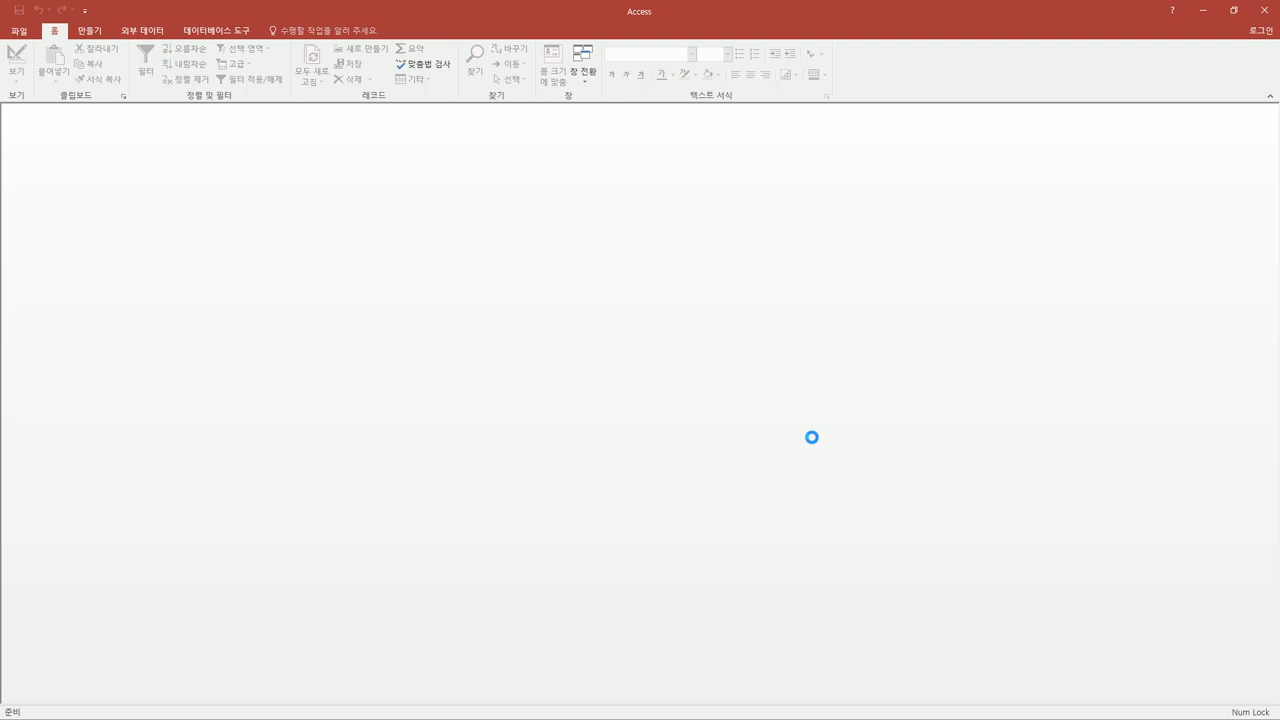 Access
?
로그인
파일 홈 만들기 외부 데이터 데이터베이스 도구 수행할 작업을 알려 주세요.
보기
보기
붙여넣기
잘라내기
복사
서식 복사
클립보드
필터
오름차순
내림차순
정렬 제거
선택 영역
고급
필터 적용/해제
정렬 및 필터
모두 새로
고침
새로 만들기
저장
삭제
요약
맞춤법 검사
기타
레코드
찾기
바꾸기
이동
선택
찾기
폼 크기
에 맞춤
창 전환
창
가 가 가 가
텍스트 서식
준비
Num Lock